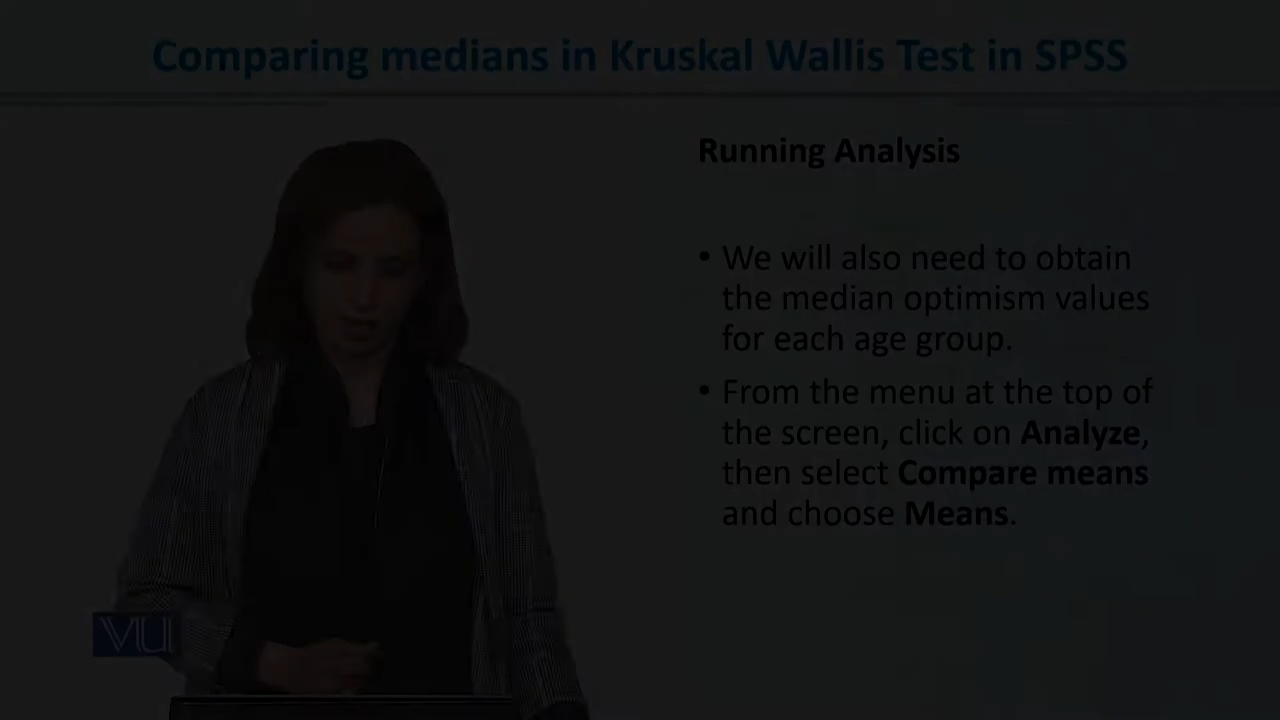 Comparing medians in Kruskal Wallis Test in SPSS
Running Analysis
• We will also need to obtain
the median optimism values
for each age group.
• From the menu at the top of
the screen, click on Analyze,
then select Compare means
and choose Means.
VU